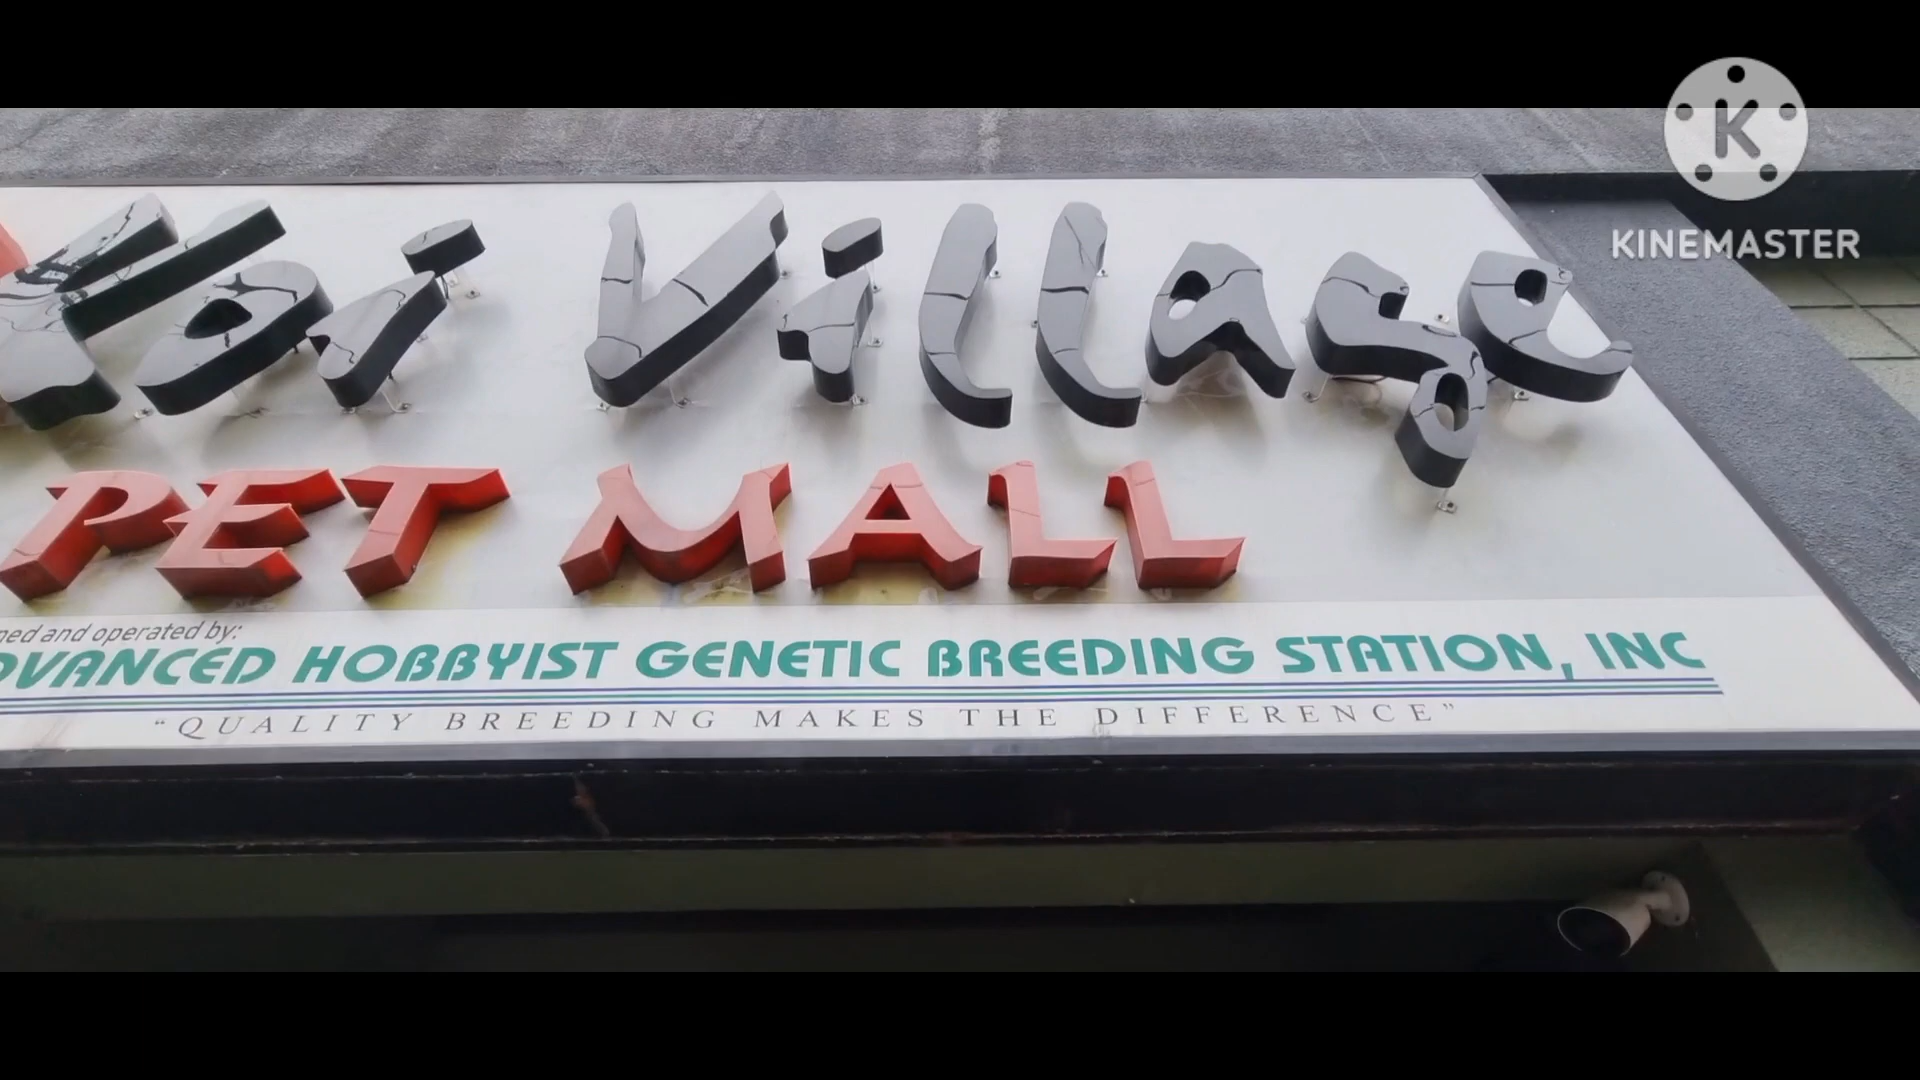 K
KINEMASTER
Koi Village
PET MALL
ned and operated by:
DVANCED HOBBYIST GENETIC BREEDING STATION, INC
"QUALITY BREEDING MAKES THE DIFFERENCE"